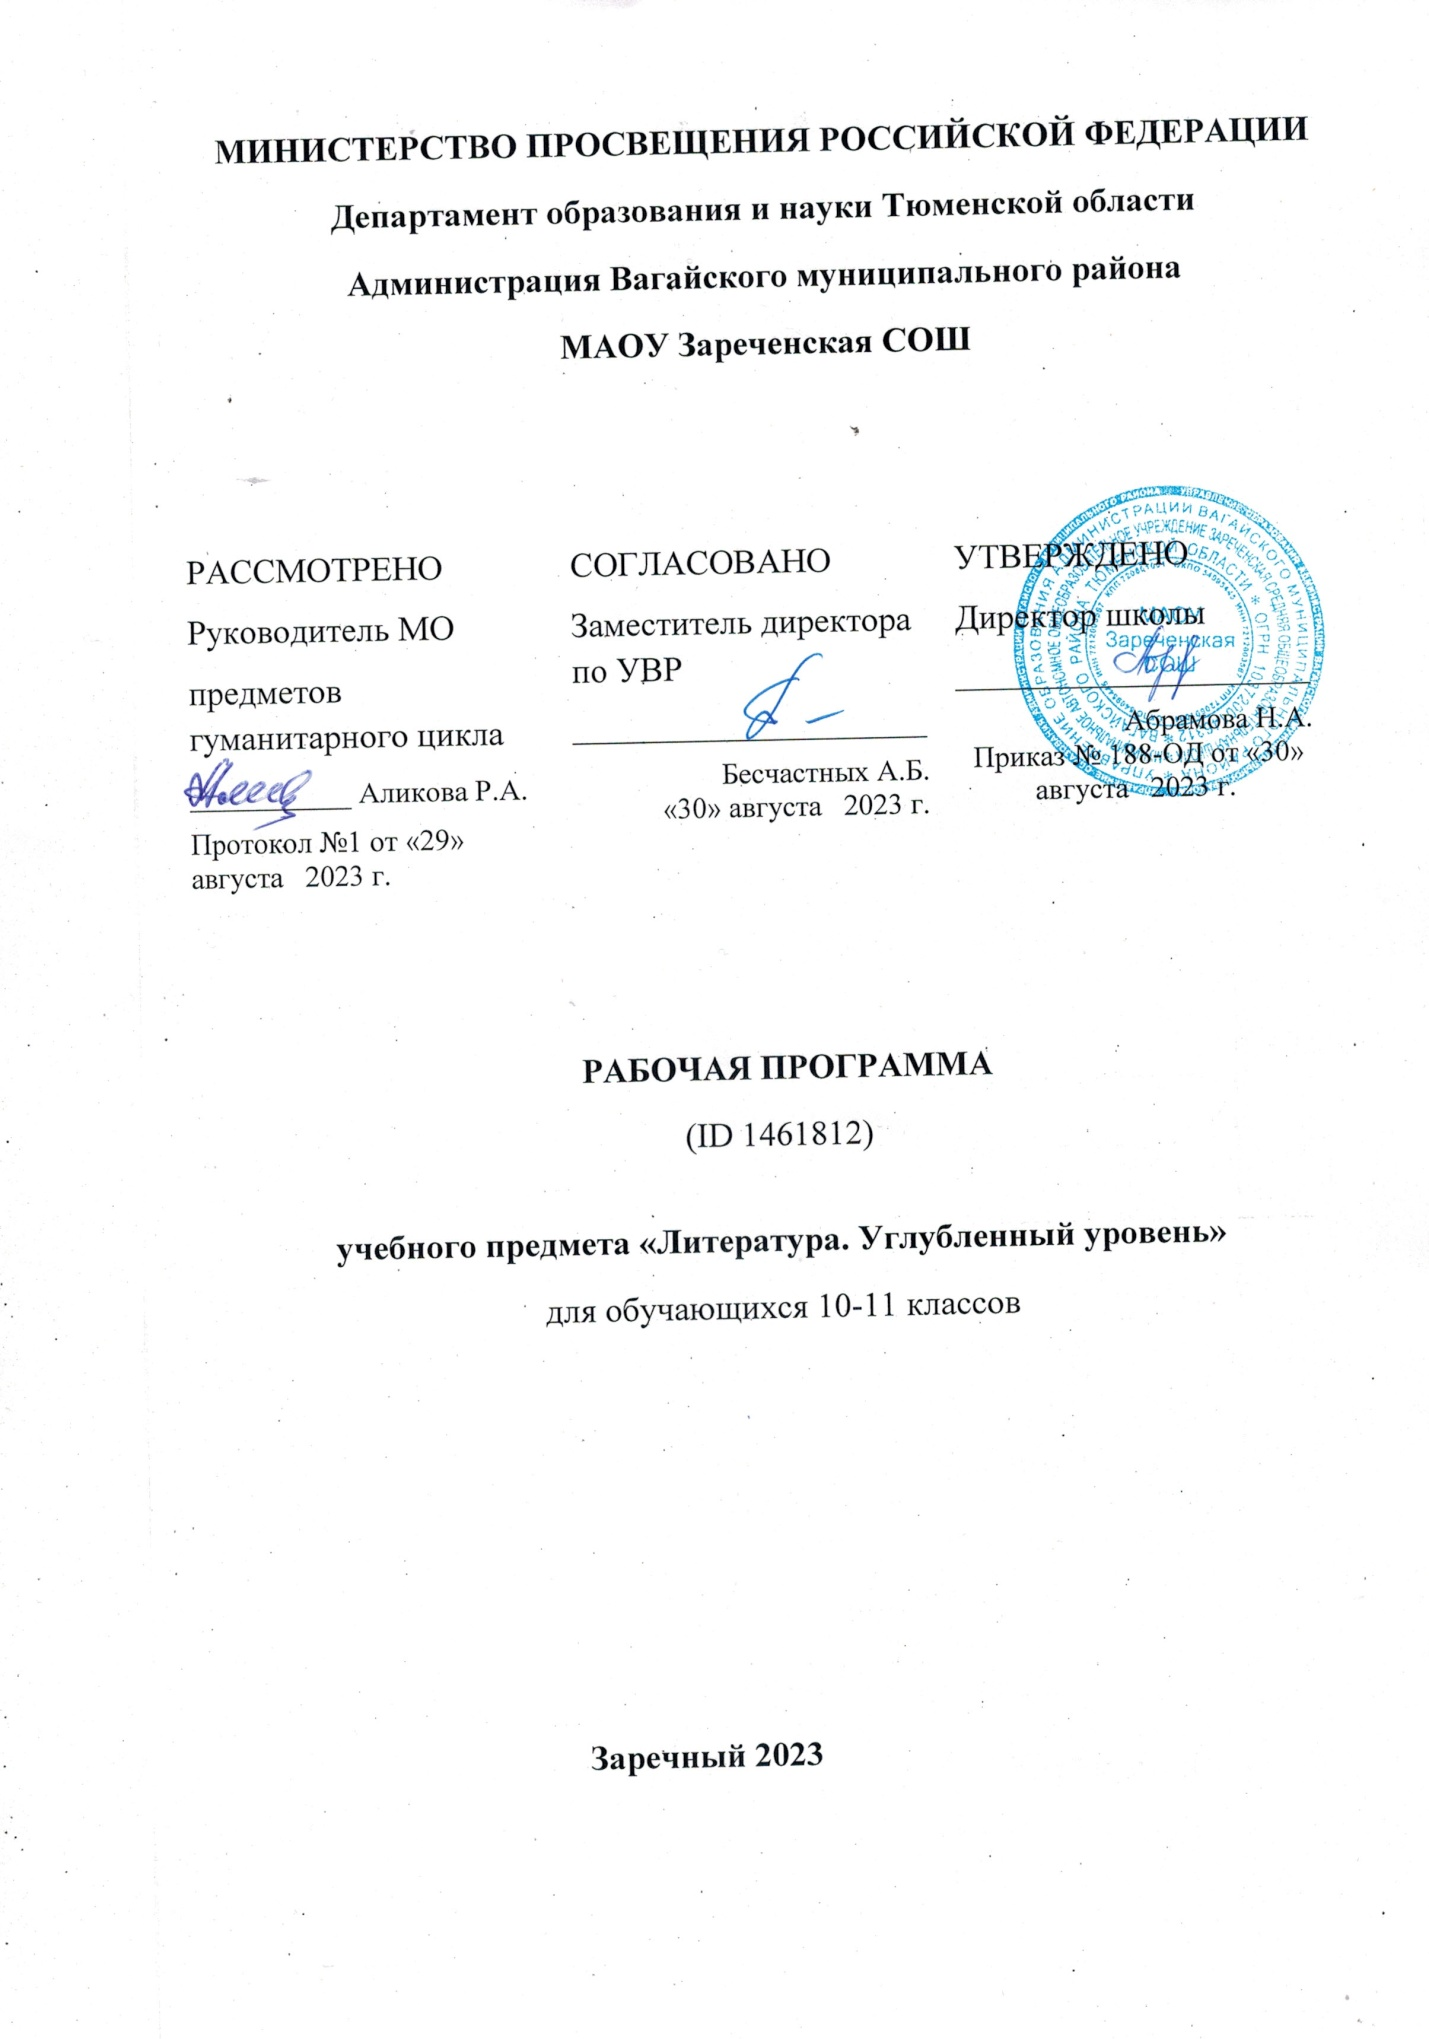 МИНИСТЕРСТВО ПРОСВЕЩЕНИЯ РОССИЙСКОЙ ФЕДЕРАЦИИ
Департамент образования и науки Тюменской области
Администрация Вагайского муниципального района
МАОУ Зареченская СОШ
РАССМОТРЕНО
Руководитель МО
предметов
гуманитарного цикла
Аликова Р.А.
Протокол №1 от «29»
августа 2023 г.
СОГЛАСОВАНО
Заместитель директора
по УВР
Бесчастных А.Б.
«30» августа 2023 г.
УТВЕРЖДЕНО
Директор школы
Абрамова Н.А.
Приказ № 188-ОД от «30»
августа 2023 г.
МАОУ
Зареченская
СОШ
РАБОЧАЯ ПРОГРАММА
(ID 1461812)
учебного предмета «Литература. Углубленный уровень»
для обучающихся 10-11 классов
Заречный 2023